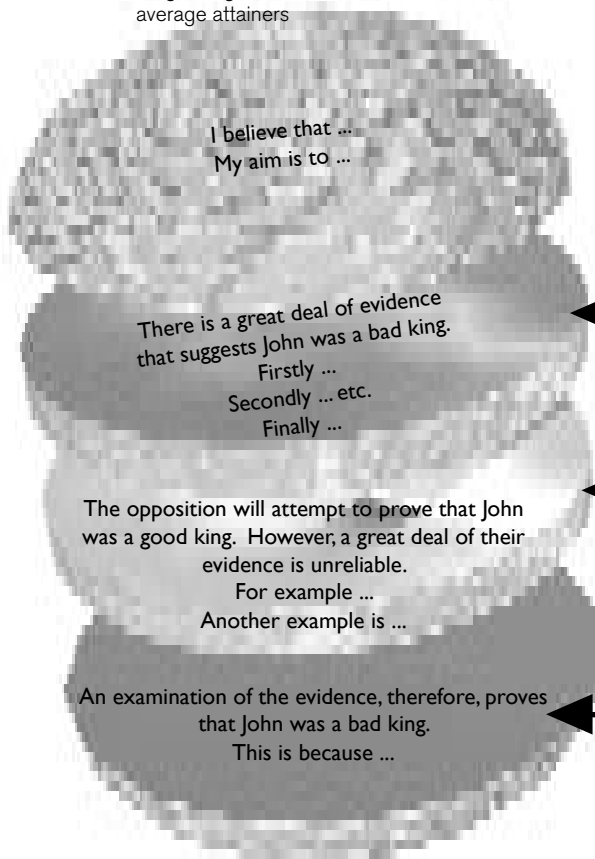 average attainers
I believe that ...
My aim is to ...
There is a great deal of evidence
that suggests John was a bad king.
Firstly ...
Secondly ... etc.
Finally ...
The opposition will attempt to prove that John
was a good king. However, a great deal of their
evidence is unreliable.
For example ...
Another example is ...
An examination of the evidence, therefore, proves
that John was a bad king.
This is because ...